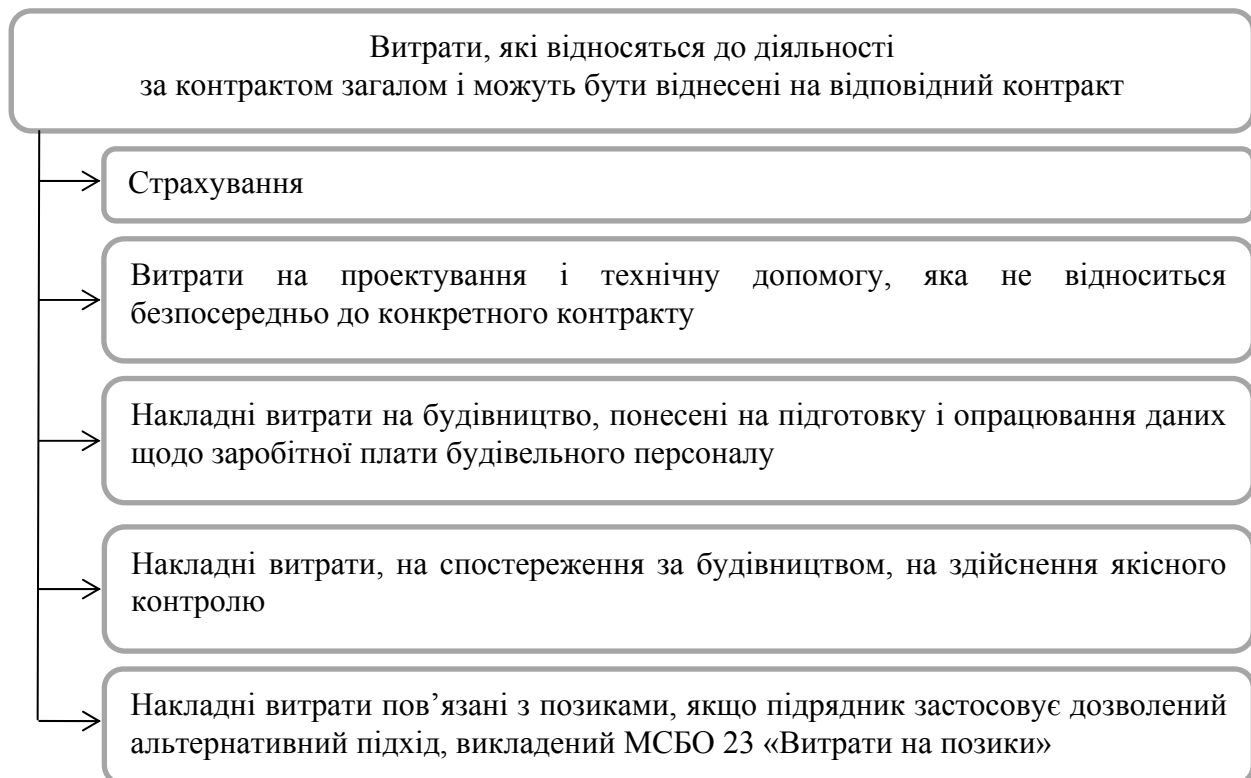 Витрати, які відносяться до діяльності
за контрактом загалом і можуть бути віднесені на відповідний контракт
Страхування
Витрати на проектування і технічну допомогу, яка не відноситься
безпосередньо до конкретного контракту
Накладні витрати на будівництво, понесені на підготовку і опрацювання даних
щодо заробітної плати будівельного персоналу
Накладні витрати, на спостереження за будівництвом, на здійснення якісного
контролю
Накладні витрати пов’язані з позиками, якщо підрядник застосовує дозволений
альтернативний підхід, викладений МСБО 23 «Витрати на позики»